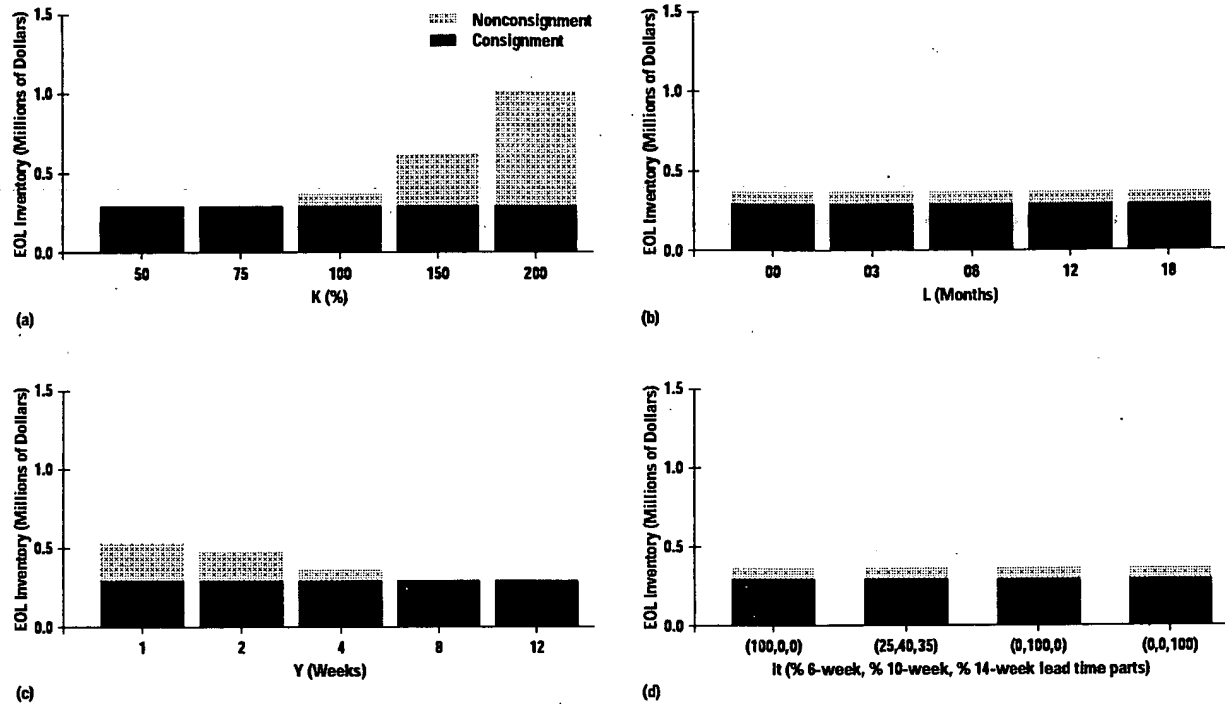 EOL Inventory (Millions of Dollars)
1.5
1.0
0.5
0.0
Nonconsignment
Consignment
50 75 100 150 200
K (%)
(a)
EOL Inventory (Millions of Dollars)
1.5
1.0
0.5
0.0
00 03 08 12 18
L (Months)
(b)
EOL Inventory (Millions of Dollars)
1.5
1.0
0.5
0.0
1 2 4 8 12
Y (Weeks)
(c)
EOL Inventory (Millions of Dollars)
1.5
1.0
0.5
0.0
(100,0,0) (25,40,35) (0,100,0) (0,0,100)
lt (% 6-week, % 10-week, % 14-week lead time parts)
(d)